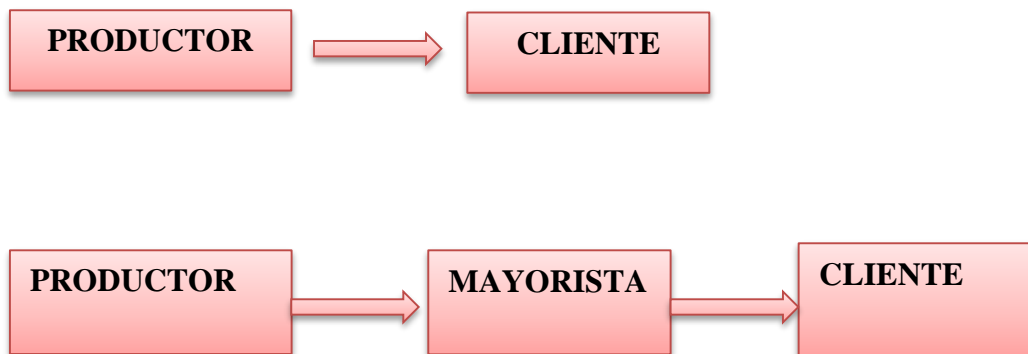 PRODUCTOR
CLIENTE
PRODUCTOR
MAYORISTA
CLIENTE